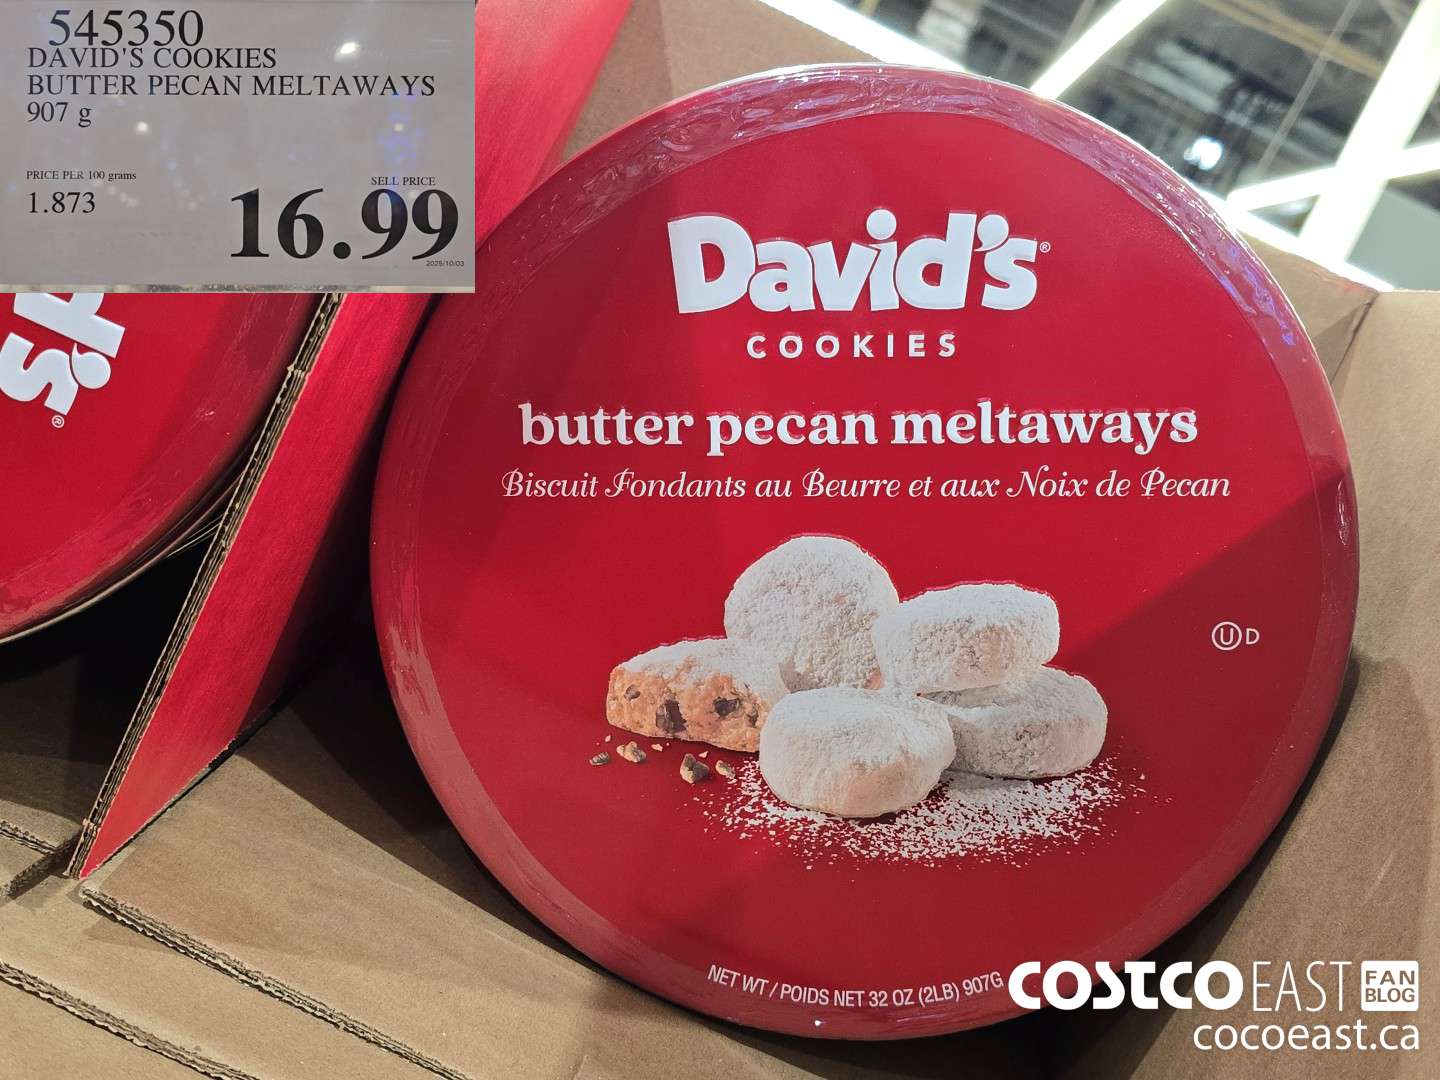 545350
DAVID'S COOKIES
BUTTER PECAN MELTAWAYS
907 g
PRICE PER 100 grams
1.873
SELL PRICE
16.99
2025/10/03
d's®
David's®
COOKIES
butter pecan meltaways
Biscuit Fondants au Beurre et aux Noix de Pecan
U D
NET WT / POIDS NET 32 OZ (2LB) 907G
COSTCO EAST FAN BLOG
cocoeast.ca